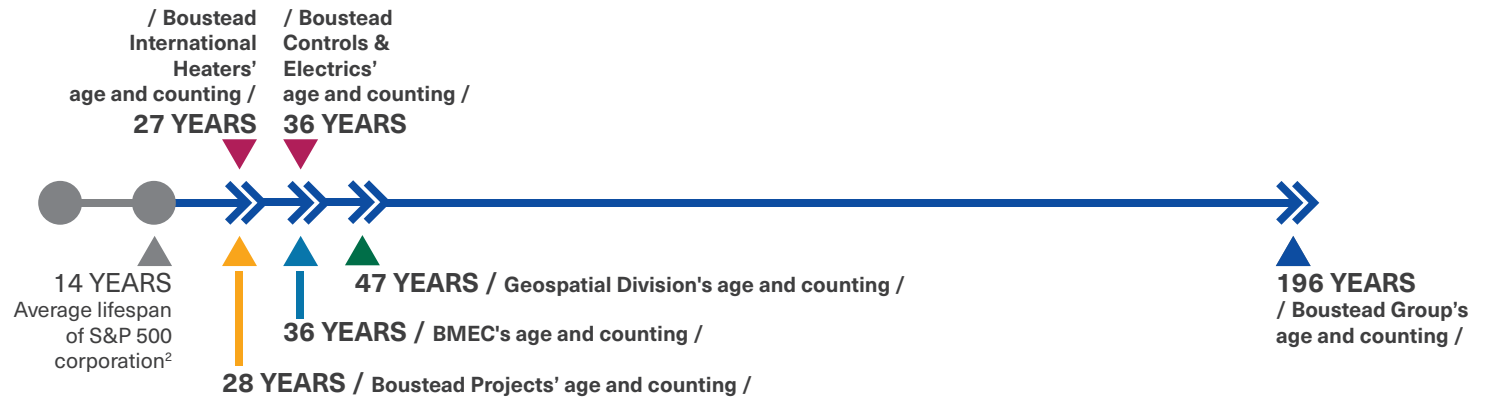 / Boustead
International
Heaters’
age and counting /
27 YEARS
/ Boustead
Controls &
Electrics’
age and counting /
36 YEARS
14 YEARS
Average lifespan
of S&P 500
corporation²
47 YEARS / Geospatial Division's age and counting /
36 YEARS / BMEC's age and counting /
28 YEARS / Boustead Projects’ age and counting /
196 YEARS
/ Boustead Group’s
age and counting /